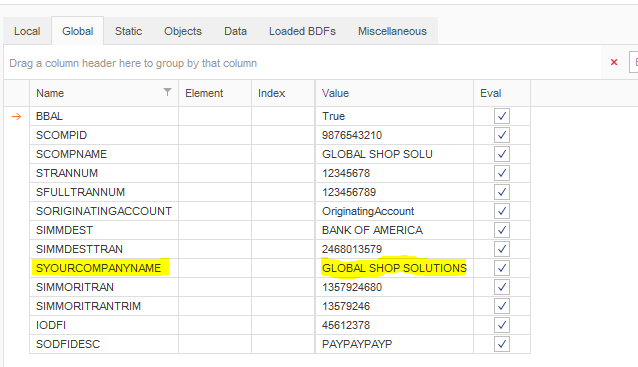 Local Global Static Objects Data Loaded BDFs Miscellaneous
Drag a column header here to group by that column
Name Element Index Value Eval
BBAL True
SCOMPID 9876543210
SCOMPNAME GLOBAL SHOP SOLU
STRANNUM 12345678
SFULLTRANNUM 123456789
SORIGINATINGACCOUNT OriginatingAccount
SIMMDEST BANK OF AMERICA
SIMMDESTTRAN 2468013579
SYOURCOMPANYNAME GLOBAL SHOP SOLUTIONS
SIMMORITRAN 1357924680
SIMMORITRANTRIM 13579246
IODFI 45612378
SODFIDESC PAYPAYPAYP